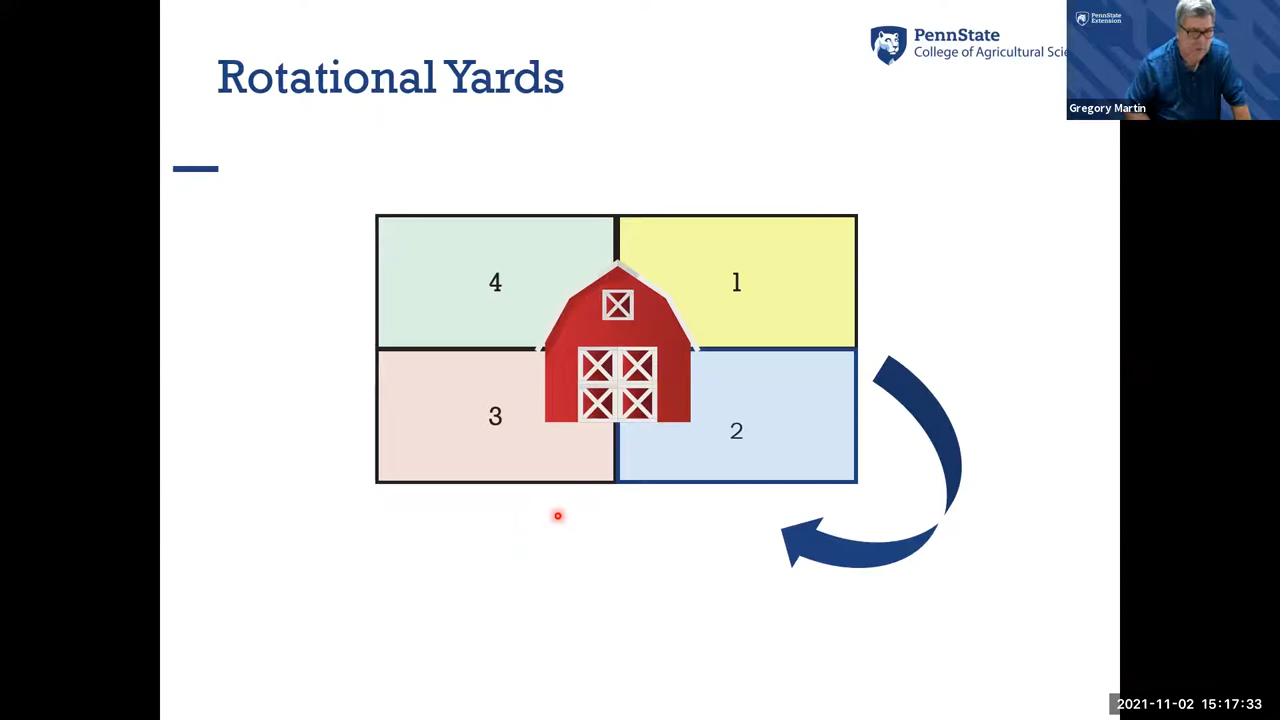 Rotational Yards
PennState
College of Agricultural Scie
PennState
Extension
Gregory Martin
4
1
3
2
2021-11-02 15:17:33